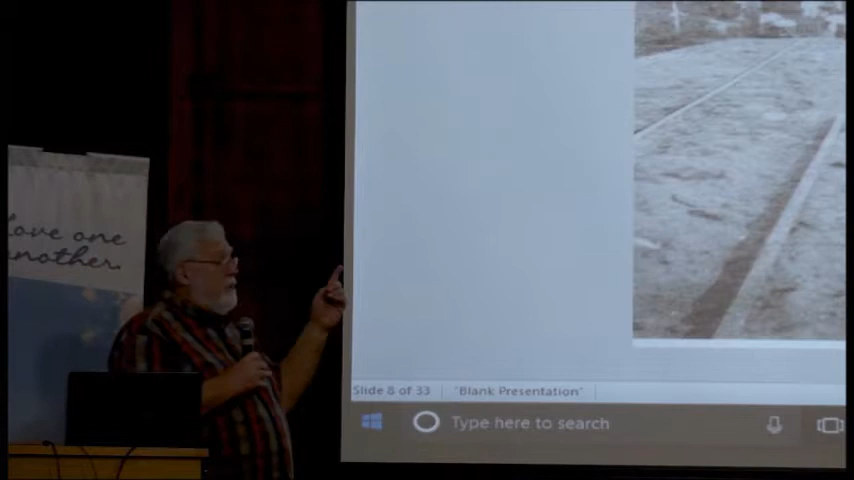 love one
another.
Slide 8 of 33 "Blank Presentation"
Type here to search